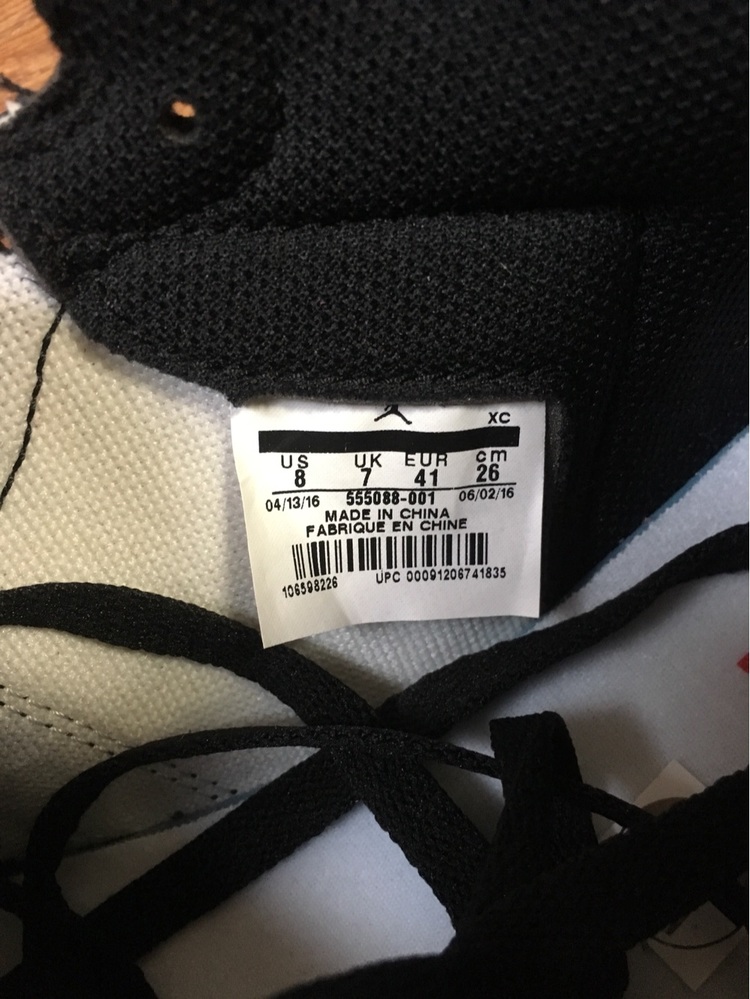 XC
US UK EUR cm
8 7 41 26
04/13/16 555088-001 06/02/16
MADE IN CHINA
FABRIQUE EN CHINE
106598226 UPC 00091206741835